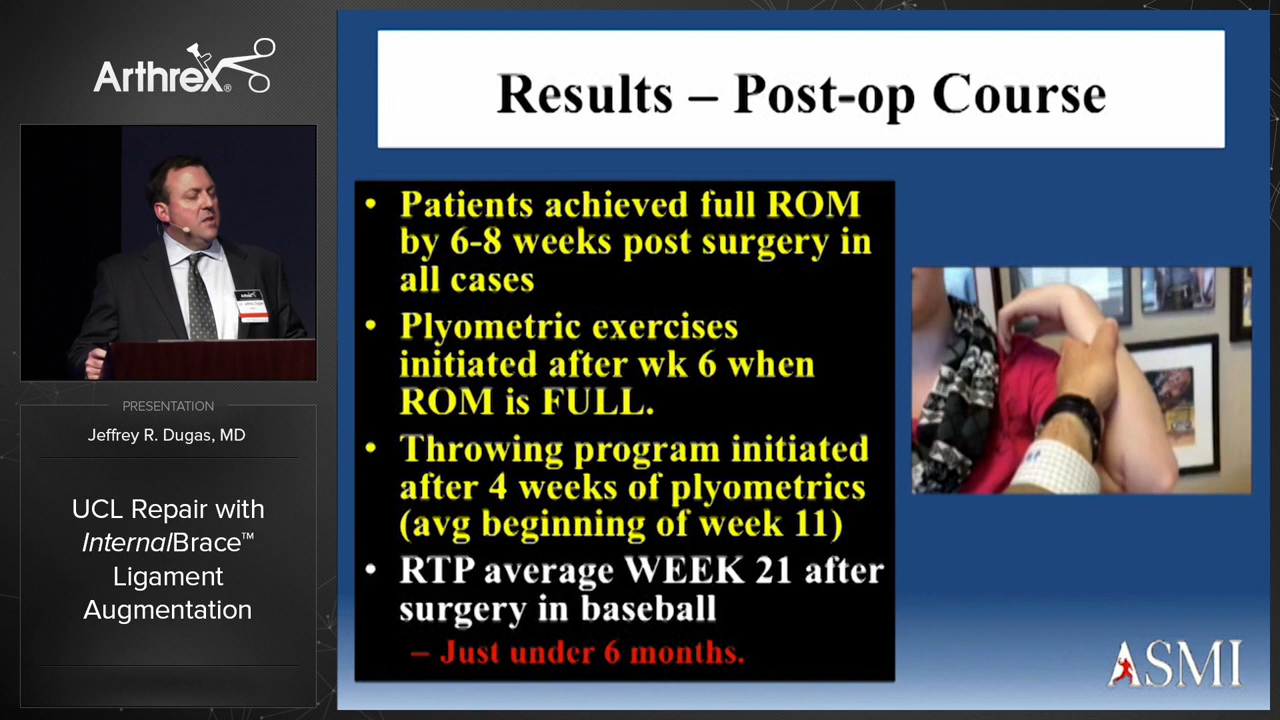 Arthrex®
PRESENTATION
Jeffrey R. Dugas, MD
UCL Repair with
InternalBrace™
Ligament
Augmentation
Results – Post-op Course
• Patients achieved full ROM
by 6-8 weeks post surgery in
all cases
• Plyometric exercises
initiated after wk 6 when
ROM is FULL.
• Throwing program initiated
after 4 weeks of plyometrics
(avg beginning of week 11)
• RTP average WEEK 21 after
surgery in baseball
– Just under 6 months.
ASMI